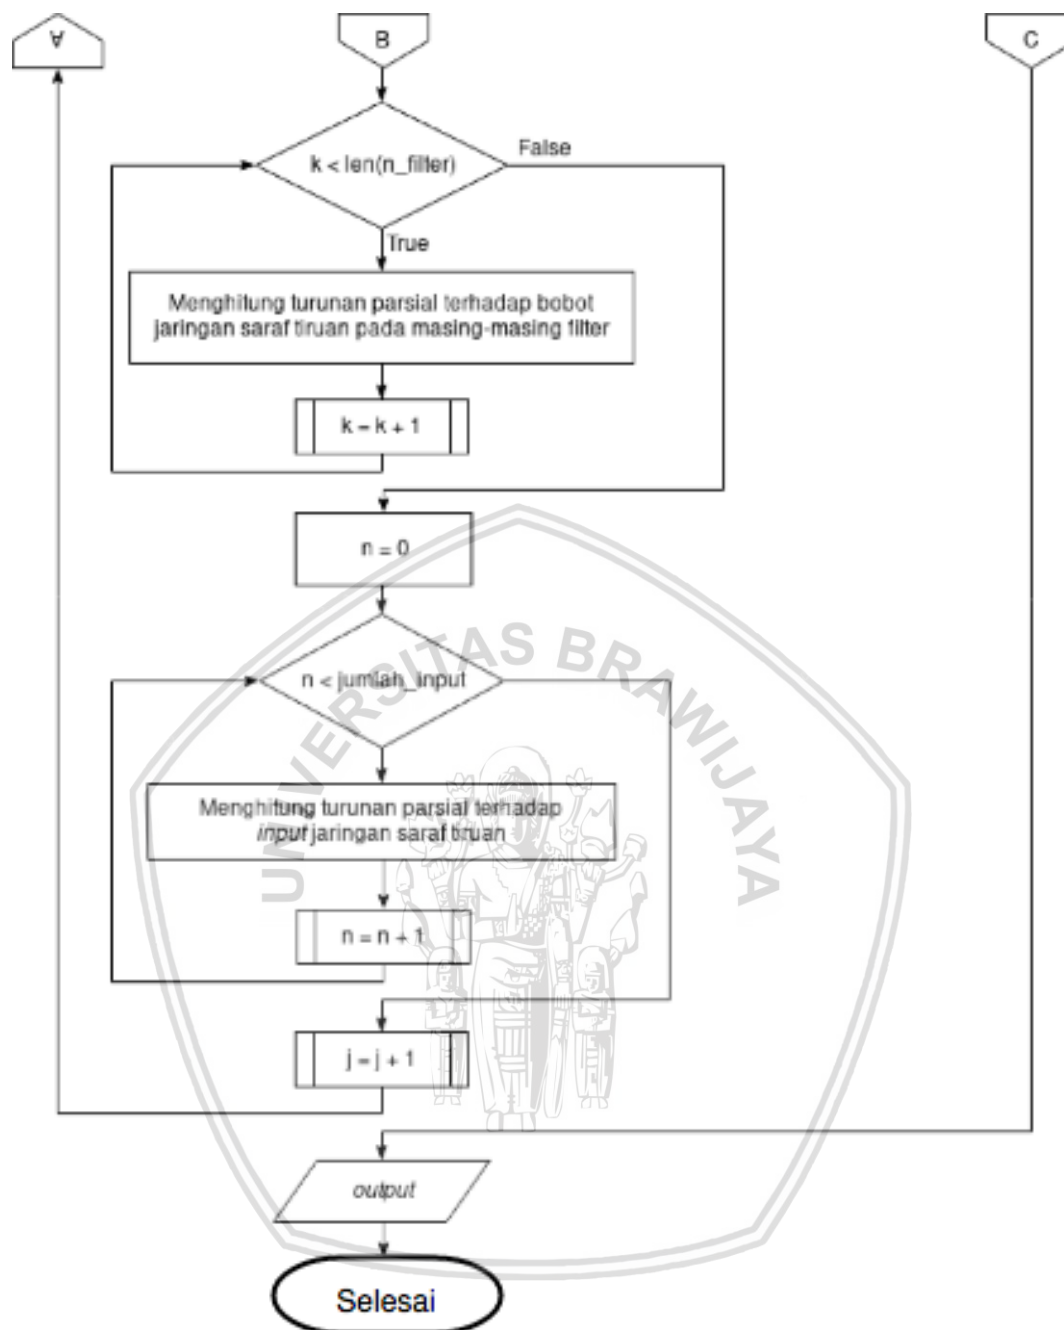 A
B
C
k < len(n_filter)
False
True
Menghitung turunan parsial terhadap bobot
jaringan saraf tiruan pada masing-masing filter
k = k + 1
n = 0
n < jumlah_input
Menghitung turunan parsial terhadap
input jaringan saraf tiruan
n = n + 1
j = j + 1
output
Selesai
UNIVERSITAS BRAWIJAYA